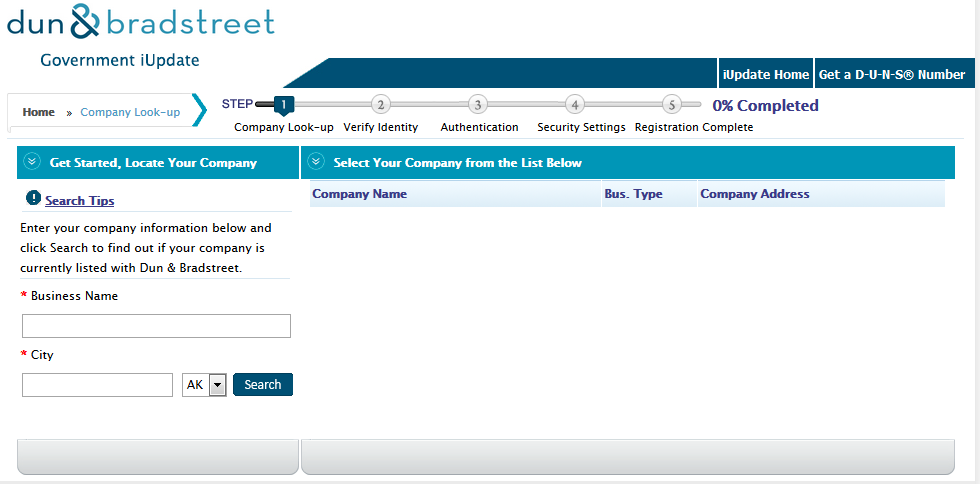 dun & bradstreet
Government iUpdate
iUpdate Home
Get a D-U-N-S® Number
Home » Company Look-up
STEP 1 2 3 4 5 0% Completed
Company Look-up Verify Identity Authentication Security Settings Registration Complete
Get Started, Locate Your Company
Search Tips
Enter your company information below and
click Search to find out if your company is
currently listed with Dun & Bradstreet.
* Business Name
* City
AK Search
Select Your Company from the List Below
Company Name Bus. Type Company Address